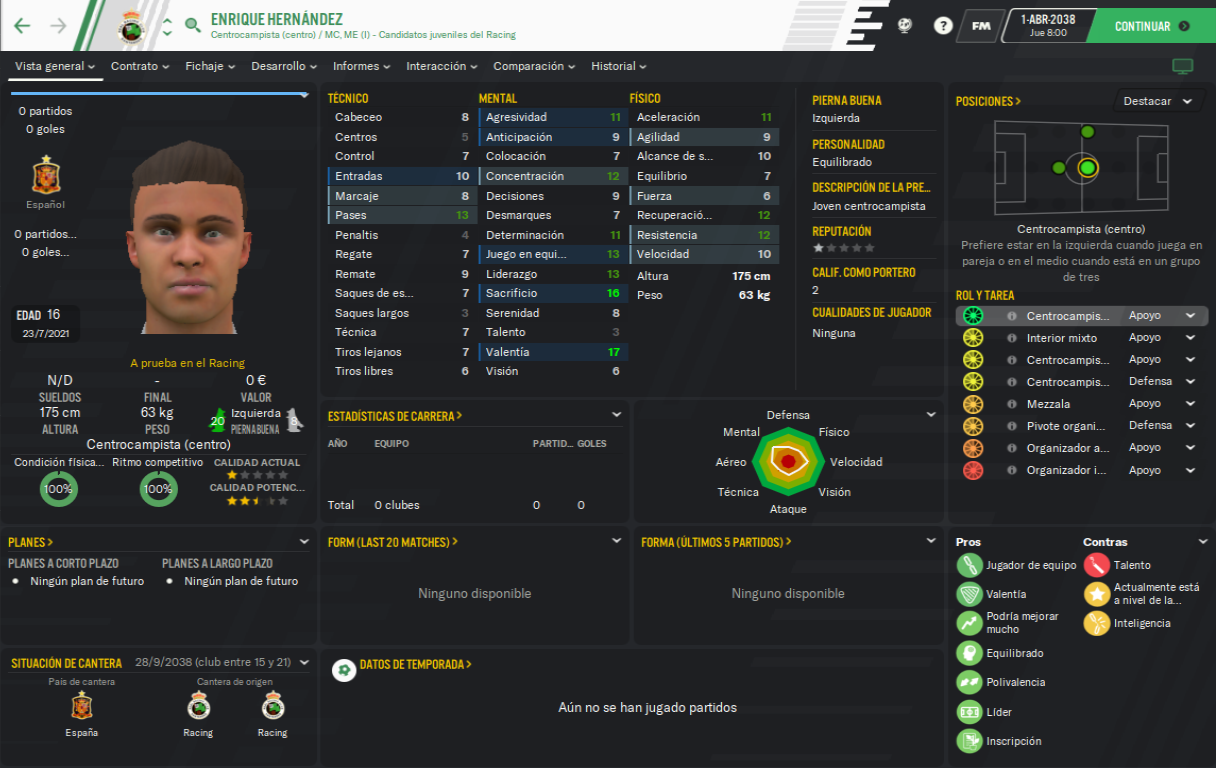 ENRIQUE HERNÁNDEZ
Centrocampista (centro) / MC, ME (I) - Candidatos juveniles del Racing
?
FM
1-ABR-2038
Jue 8:00
CONTINUAR
Vista general
Contrato
Fichaje
Desarrollo
Informes
Interacción
Comparación
Historial
0 partidos
0 goles
Español
0 partidos...
0 goles...
EDAD 16
23/7/2021
A prueba en el Racing
N/D
SUELDOS
-
FINAL
0 €
VALOR
175 cm
ALTURA
63 kg
PESO
20
Izquierda
PIERNA BUENA
8
Centrocampista (centro)
Condición física...
100%
Ritmo competitivo
100%
CALIDAD ACTUAL
CALIDAD POTENC...
TÉCNICO
Cabeceo 8
Centros 5
Control 7
Entradas 10
Marcaje 8
Pases 13
Penaltis 4
Regate 7
Remate 9
Saques de es... 7
Saques largos 3
Técnica 7
Tiros lejanos 7
Tiros libres 6
MENTAL
Agresividad 11
Anticipación 9
Colocación 7
Concentración 12
Decisiones 9
Desmarques 7
Determinación 11
Juego en equi... 13
Liderazgo 13
Sacrificio 16
Serenidad 8
Talento 3
Valentía 17
Visión 6
FÍSICO
Aceleración 11
Agilidad 9
Alcance de s... 10
Equilibrio 7
Fuerza 6
Recuperació... 12
Resistencia 12
Velocidad 10
Altura 175 cm
Peso 63 kg
PIERNA BUENA
Izquierda
PERSONALIDAD
Equilibrado
DESCRIPCIÓN DE LA PRE...
Joven centrocampista
REPUTACIÓN
CALIF. COMO PORTERO
2
CUALIDADES DE JUGADOR
Ninguna
POSICIONES >
Destacar
Centrocampista (centro)
Prefiere estar en la izquierda cuando juega en
pareja o en el medio cuando está en un grupo
de tres
ROL Y TAREA
Centrocampis... Apoyo
Interior mixto Apoyo
Centrocampis... Apoyo
Centrocampis... Defensa
Mezzala Apoyo
Pivote organi... Defensa
Organizador a... Apoyo
Organizador i... Apoyo
ESTADÍSTICAS DE CARRERA >
AÑO EQUIPO PARTID... GOLES
Total 0 clubes 0 0
Defensa
Físico
Velocidad
Visión
Ataque
Técnica
Aéreo
Mental
PLANES >
PLANES A CORTO PLAZO
Ningún plan de futuro
PLANES A LARGO PLAZO
Ningún plan de futuro
FORM (LAST 20 MATCHES) >
Ninguno disponible
FORMA (ÚLTIMOS 5 PARTIDOS) >
Ninguno disponible
Pros
Jugador de equipo
Valentía
Podría mejorar
mucho
Equilibrado
Polivalencia
Líder
Inscripción
Contras
Talento
Actualmente está
a nivel de la...
Inteligencia
SITUACIÓN DE CANTERA
28/9/2038 (club entre 15 y 21)
País de cantera
España
Cantera de origen
Racing
Racing
DATOS DE TEMPORADA >
Aún no se han jugado partidos